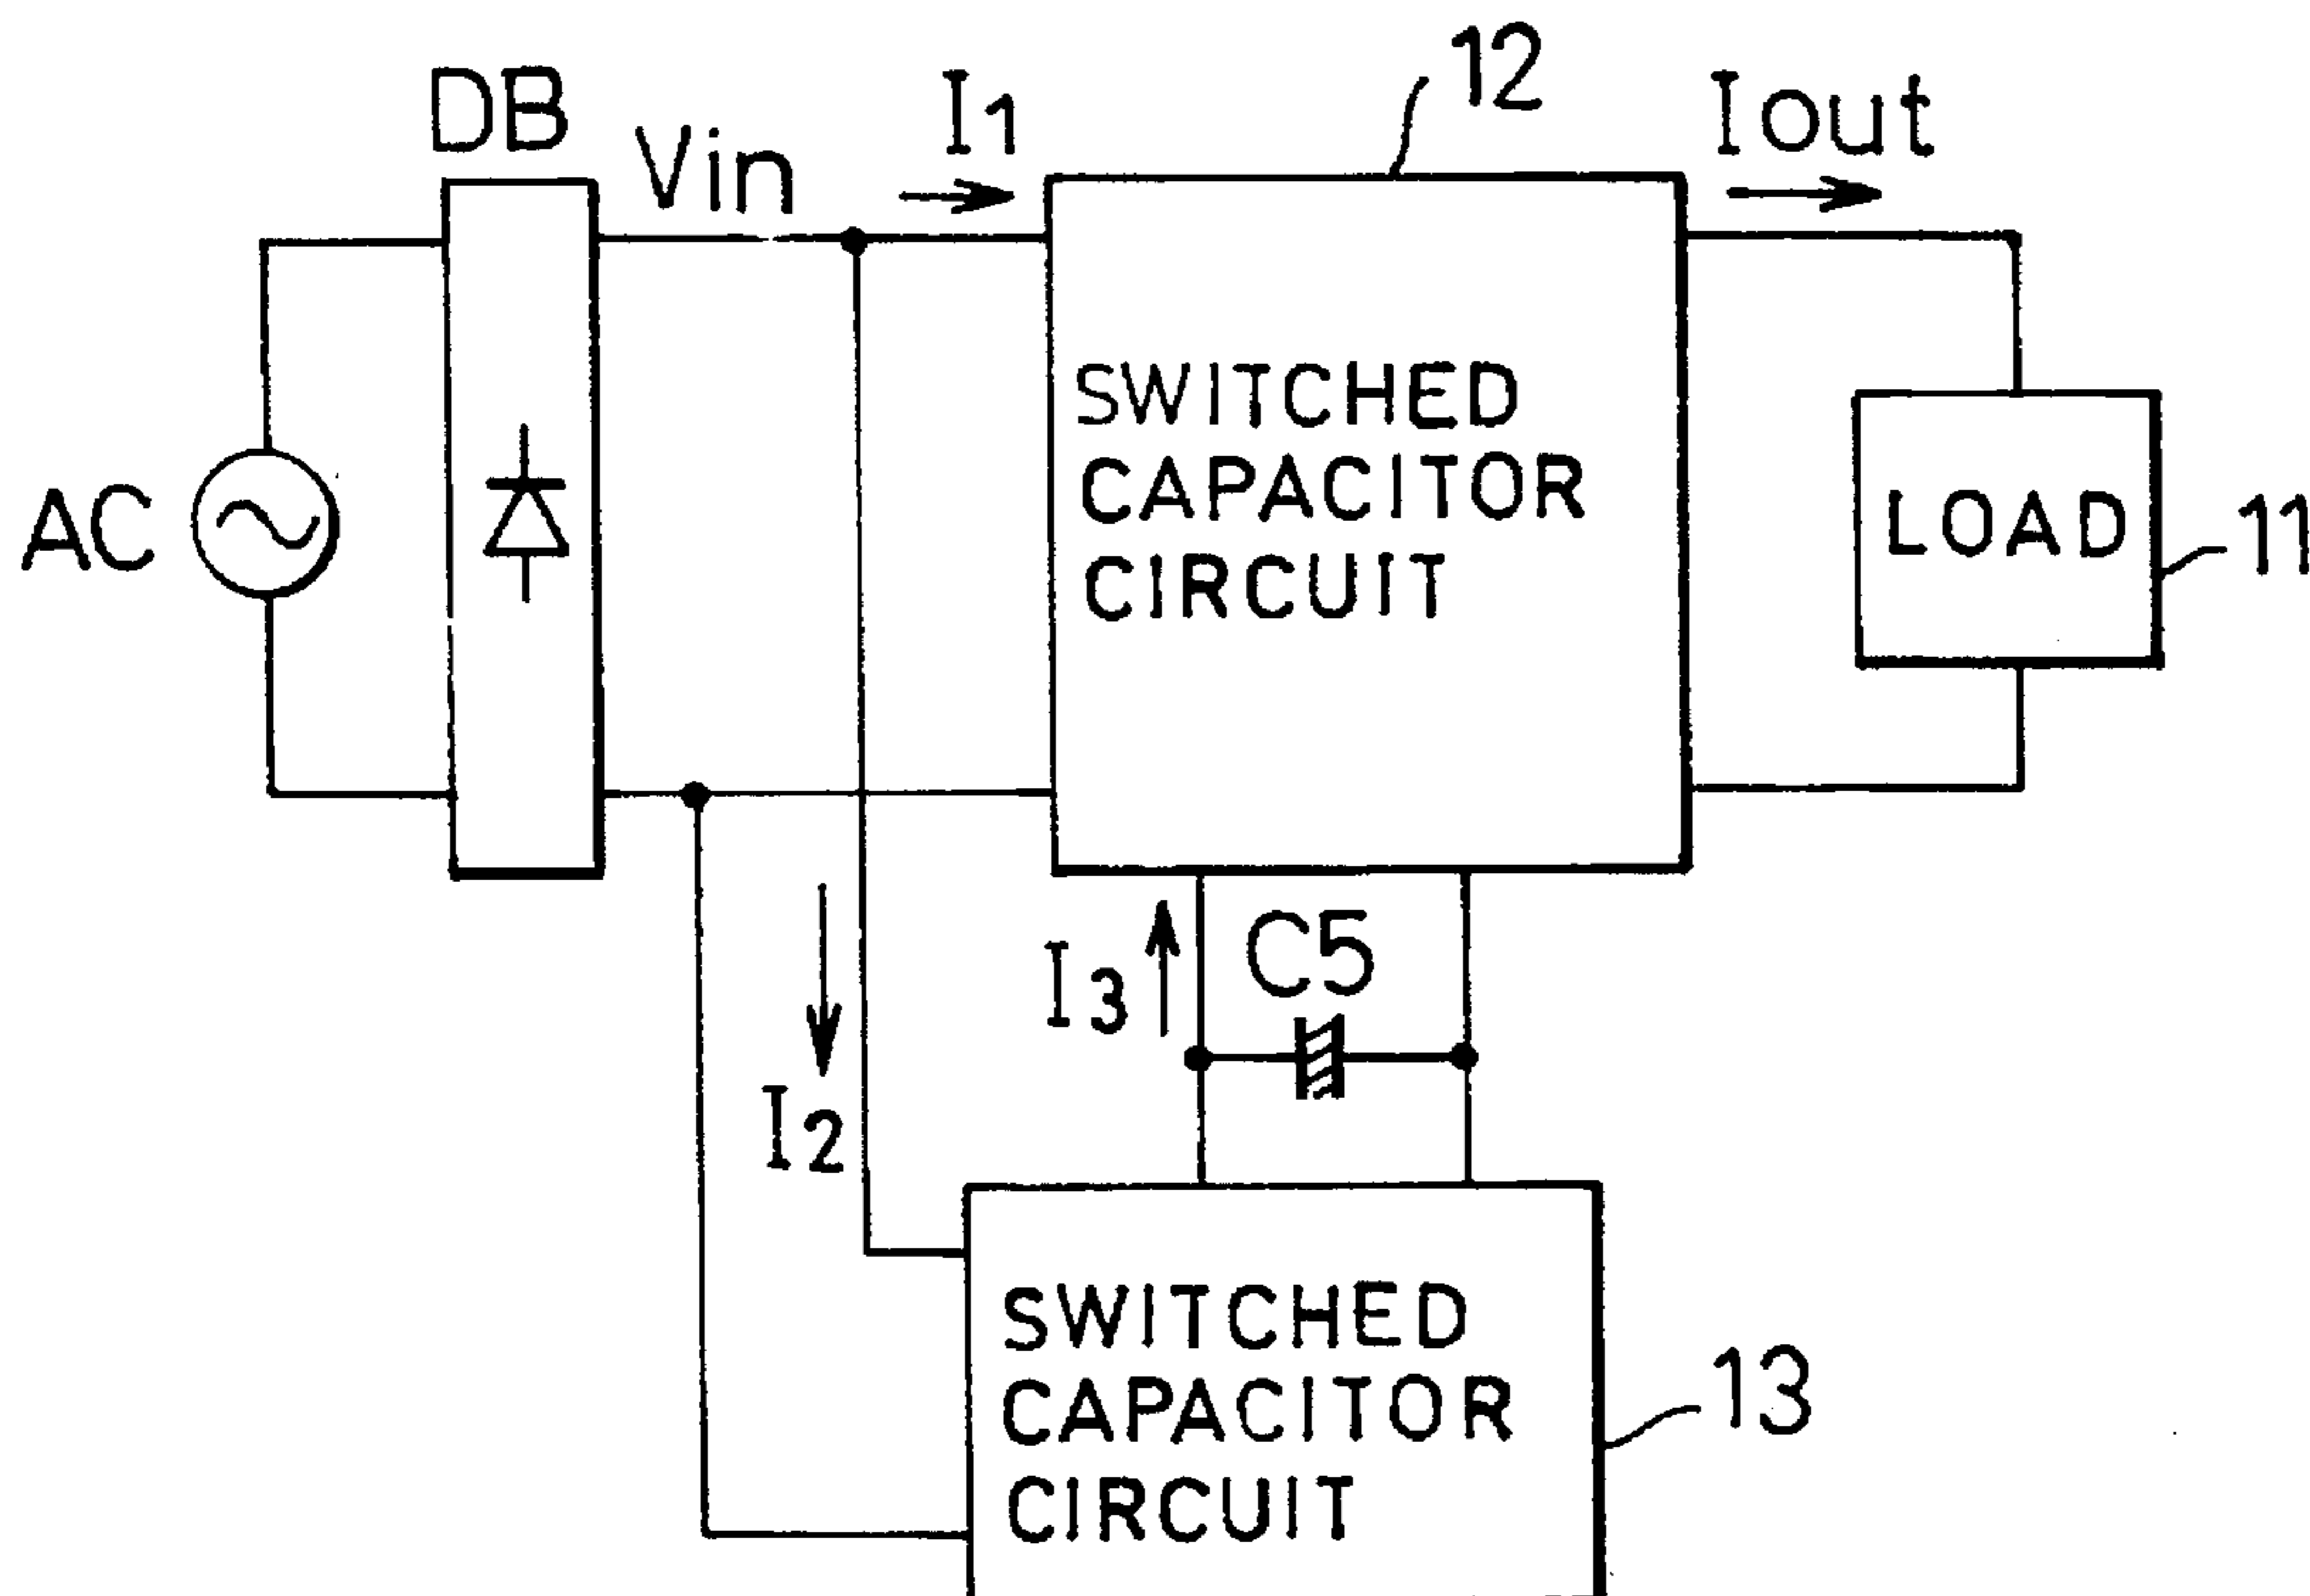 DB
Vin
I1
12
Iout
AC
SWITCHED
CAPACITOR
CIRCUIT
LOAD
11
I3
C5
I2
SWITCHED
CAPACITOR
CIRCUIT
13